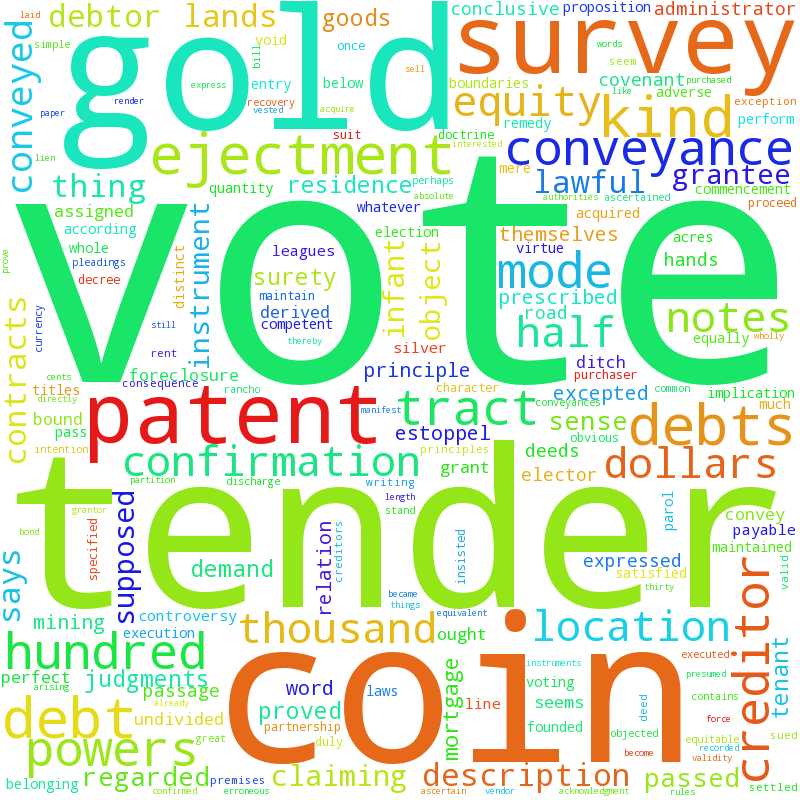 laid
debtor
lands
goods
conclusive
proposition
administrator
simple
void
bill
once
gold
survey
words
seem
conveyed
express
sell
entry
below
boundaries
covenant
purchased
adverse
paper
render
vested
recovery
acquire
equity
kind
like
exception
remedy
perform
suit
doctrine
lien
ejectment
interested
conveyance
mere
thing
quantity
residence
perhaps
absolute
lawful
authorities
ascertained
grantee
commencement
proceed
assigned
according
whole
pleadings
decree
instrument
distinct
whatever
election
leagues
infant
object
themselves
acquired
virtue
acres
hands
vote
prove
surety
maintain
derived
competent
thereby
mode
prescribed
road
half
notes
equally
wholly
currency
still
rent
contracts
foreclosure
consequence
rancho
silver
principle
character
ditch
purchaser
cents
directly
titles
bound
pass
patent
manifest
tract
conveyances
excepted
common
implication
much
intention
principles
estoppel
sense
obvious
debts
confirmation
deeds
grant
elector
dollars
partition
discharge
writing
length
stand
tender
bond
grantor
specified
supposed
says
demand
relation
creditors
insisted
parol
convey
payable
maintained
expressed
satisfied
thirty
valid
became
things
equivalent
mining
controversy
execution
thousand
ought
location
creditor
tenant
hundred
perfect
arising
judgments
passage
already
undivided
word
laws
mortgage
line
coin
instruments
voting
seems
founded
deed
executed
presumed
contains
force
debt
powers
great
proved
partnership
duly
objected
become
equitable
recorded
validity
sued
belonging
regarded
premises
confirmed
erroneous
claiming
description
ascertain
vendor
acknowledgment
passed
rules
settled